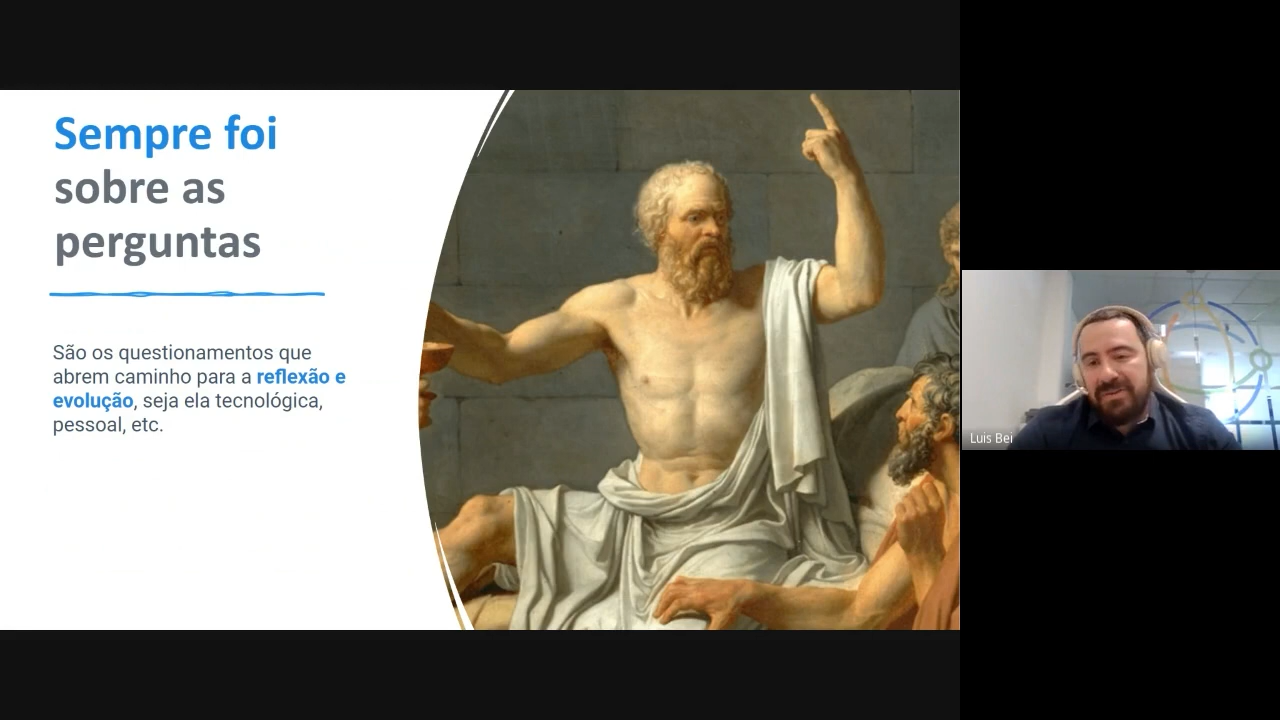 Sempre foi
sobre as
perguntas
São os questionamentos que
abrem caminho para a reflexão e
evolução, seja ela tecnológica,
pessoal, etc.
Luis Bei